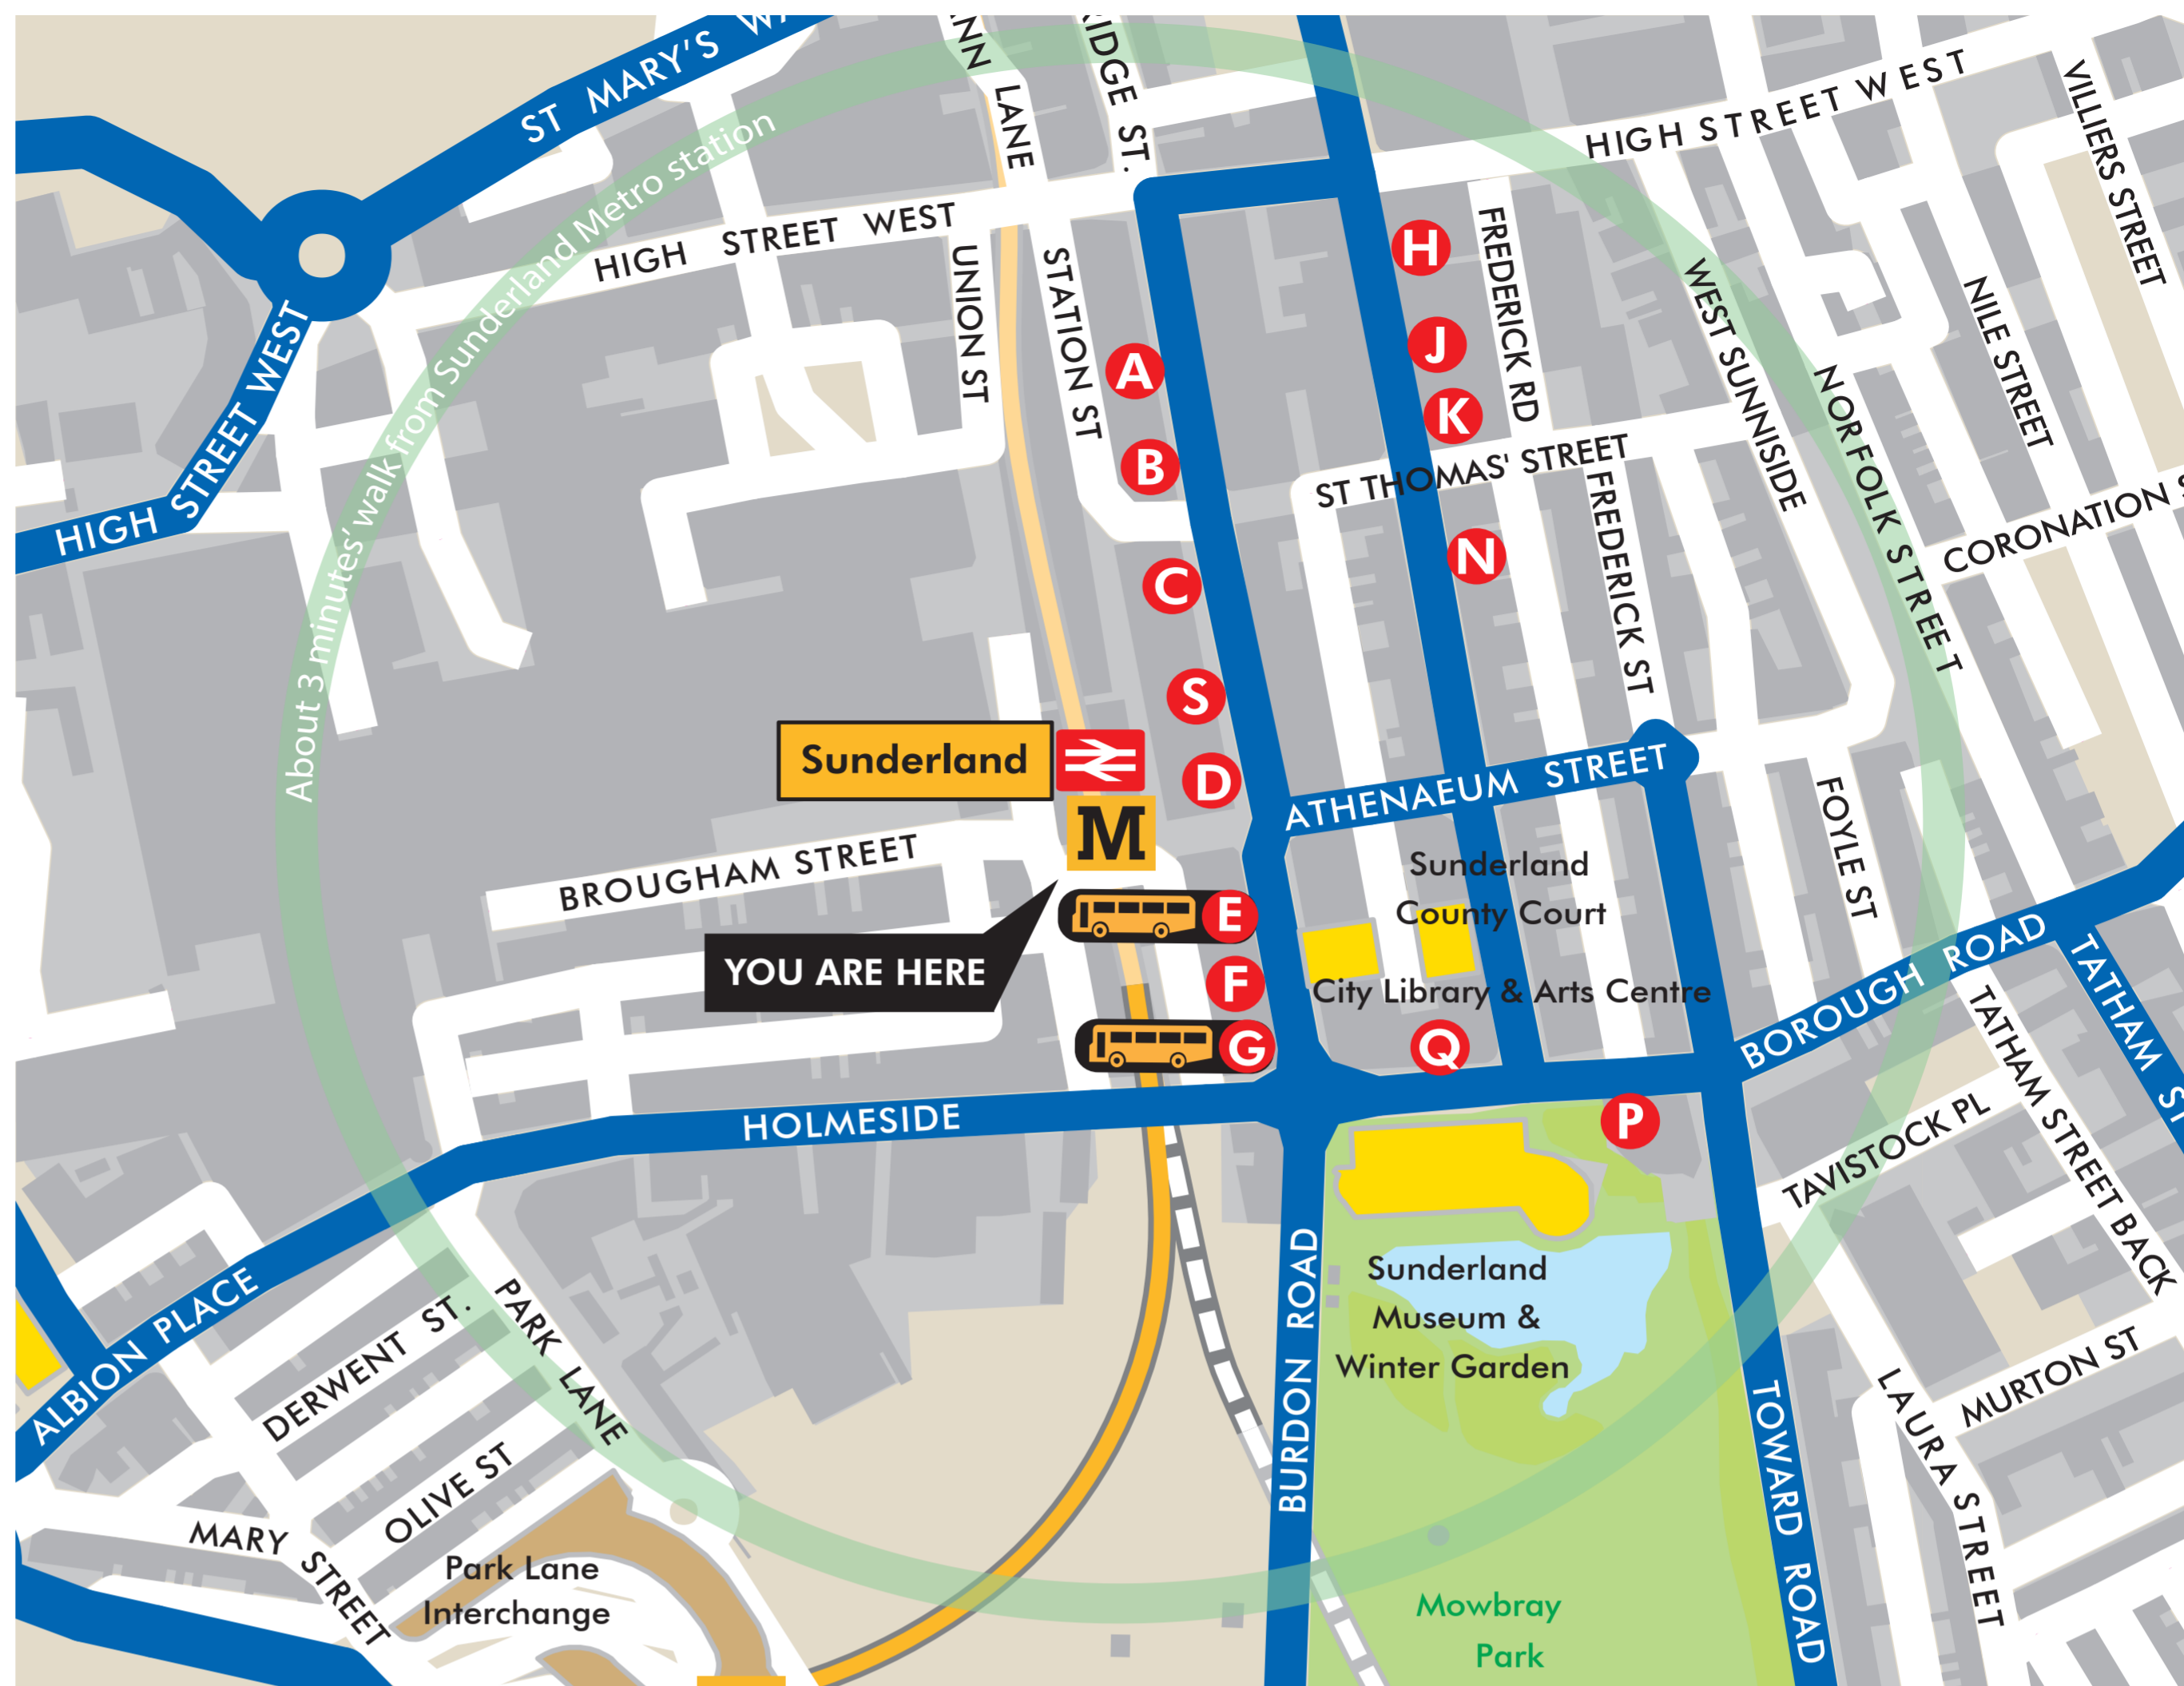 ST MARY'S
LANE
ST.
HIGH STREET WEST
VILLIERS STREET
About 3 minutes' walk from Sunderland Metro station
HIGH STREET WEST
UNION ST
STATION ST
H
FREDERICK RD
WEST SUNNISIDE
NILE STREET
HIGH STREET WEST
A
J
K
NORFOLK STREET
B
ST THOMAS' STREET
FREDERICK ST
CORONATION
N
C
S
Sunderland
D
M
ATHENAEUM STREET
FOYLE ST
BROUGHAM STREET
Sunderland
County Court
E
YOU ARE HERE
F
City Library & Arts Centre
BOROUGH ROAD
TATHAM ST
G
Q
TATHAM STREET BACK
HOLMESIDE
P
TAVISTOCK PL
ALBION PLACE
DERWENT ST.
PARK LANE
BURDON ROAD
Sunderland
Museum &
Winter Garden
MURTON ST
TOWARD ROAD
LAURA STREET
OLIVE ST
MARY STREET
Park Lane
Interchange
Mowbray
Park